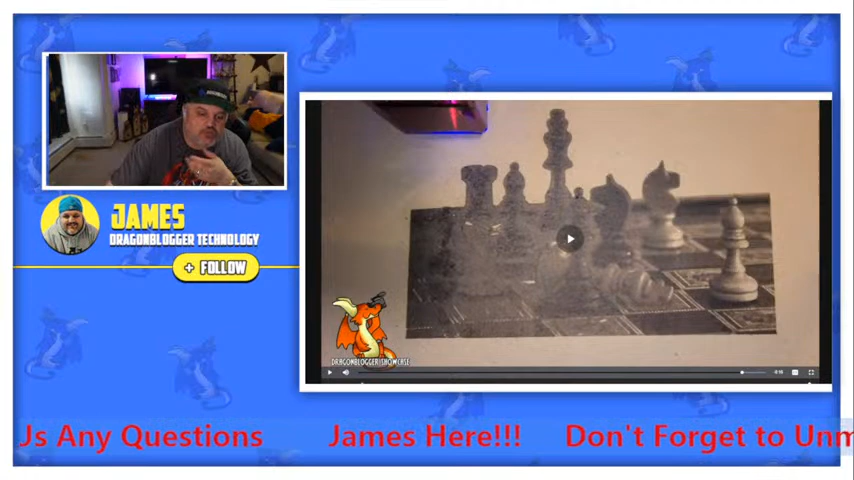 JAMES
DRAGONBLOGGER TECHNOLOGY
+ FOLLOW
DRAGONBLOGGERSHOWCASE
Js Any Questions James Here!!! Don't Forget to Unm